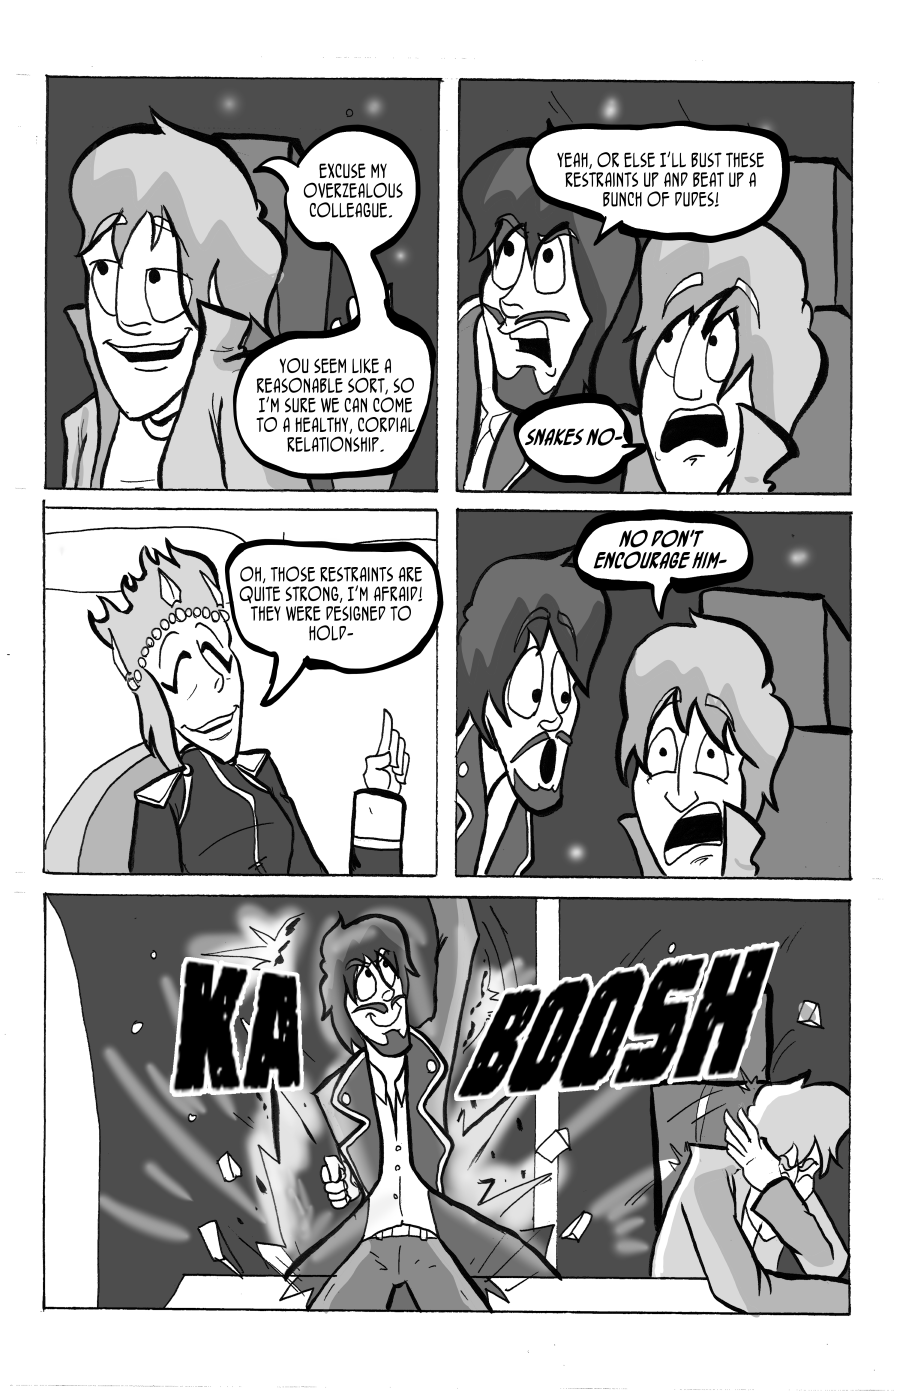 EXCUSE MY
OVERZEALOUS
COLLEAGUE.
YOU SEEM LIKE A
REASONABLE SORT, SO
I'M SURE WE CAN COME
TO A HEALTHY, CORDIAL
RELATIONSHIP.
YEAH, OR ELSE I'LL BUST THESE
RESTRAINTS UP AND BEAT UP A
BUNCH OF DUDES!
SNAKES NO-
OH, THOSE RESTRAINTS ARE
QUITE STRONG, I'M AFRAID!
THEY WERE DESIGNED TO
HOLD-
NO DON'T
ENCOURAGE HIM-
KA BOOSH